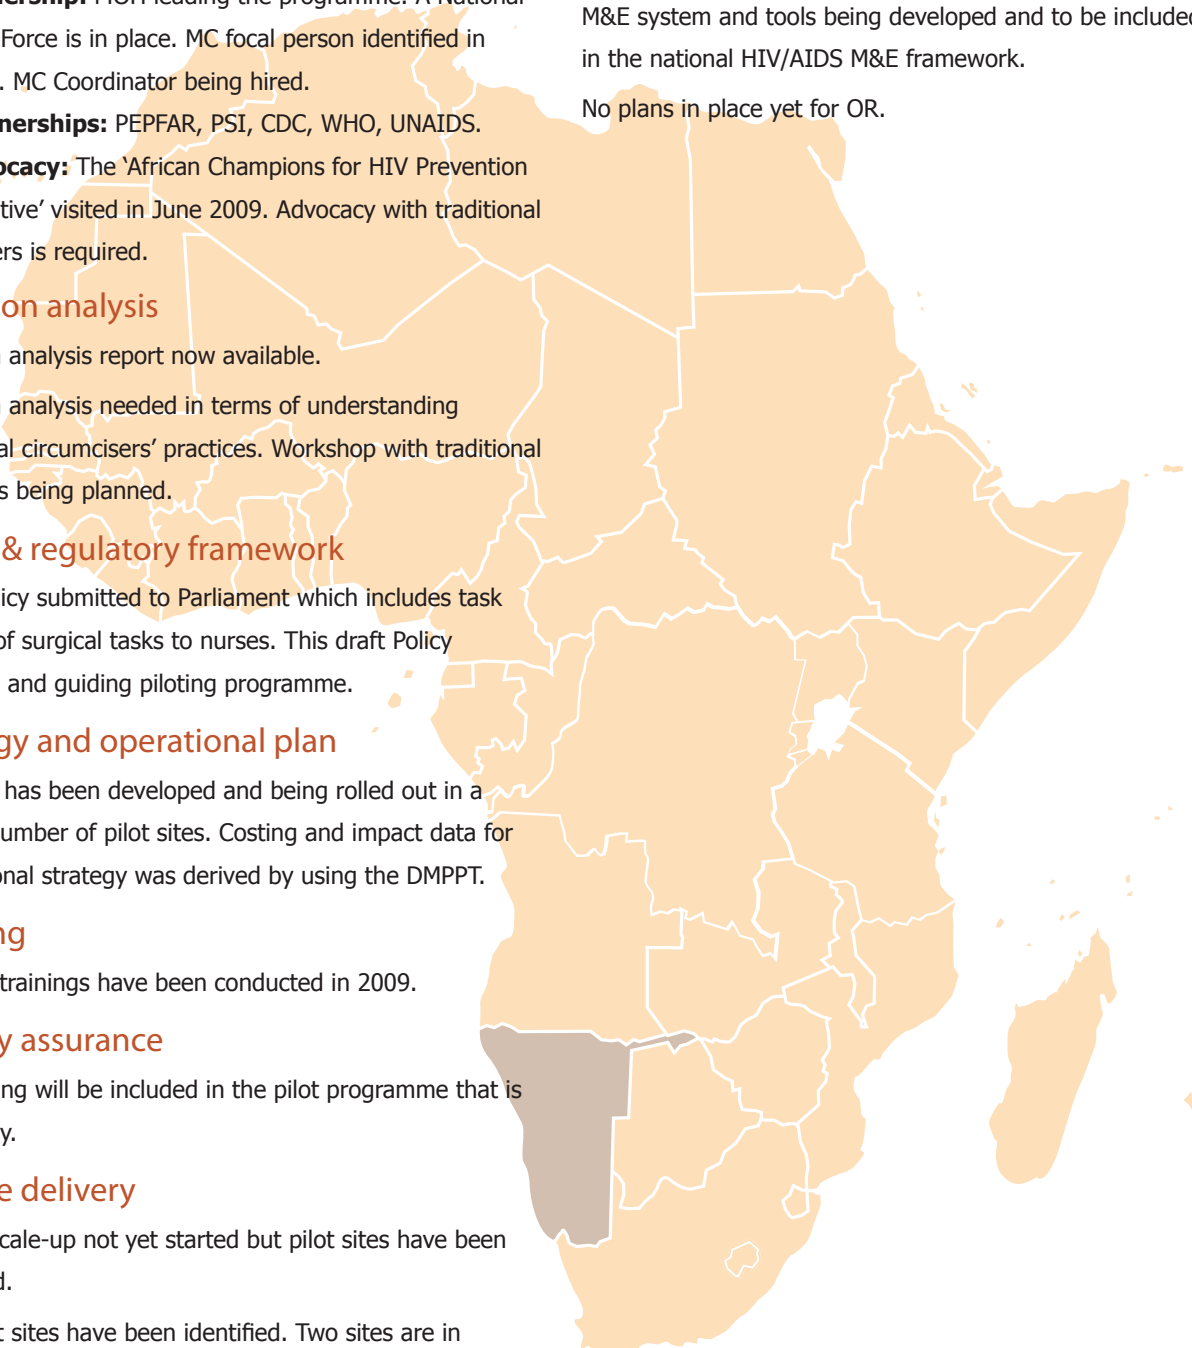 nership: MOH leading the programme. A National
Force is in place. MC focal person identified in
. MC Coordinator being hired.
nerships: PEPFAR, PSI, CDC, WHO, UNAIDS.
ocacy: The ‘African Champions for HIV Prevention
tive’ visited in June 2009. Advocacy with traditional
ers is required.
on analysis
analysis report now available.
analysis needed in terms of understanding
al circumcisers’ practices. Workshop with traditional
s being planned.
& regulatory framework
icy submitted to Parliament which includes task
of surgical tasks to nurses. This draft Policy
and guiding piloting programme.
gy and operational plan
has been developed and being rolled out in a
umber of pilot sites. Costing and impact data for
onal strategy was derived by using the DMPPT.
ng
trainings have been conducted in 2009.
y assurance
ng will be included in the pilot programme that is
y.
e delivery
cale-up not yet started but pilot sites have been
d.
t sites have been identified. Two sites are in
M&E system and tools being developed and to be included
in the national HIV/AIDS M&E framework.
No plans in place yet for OR.